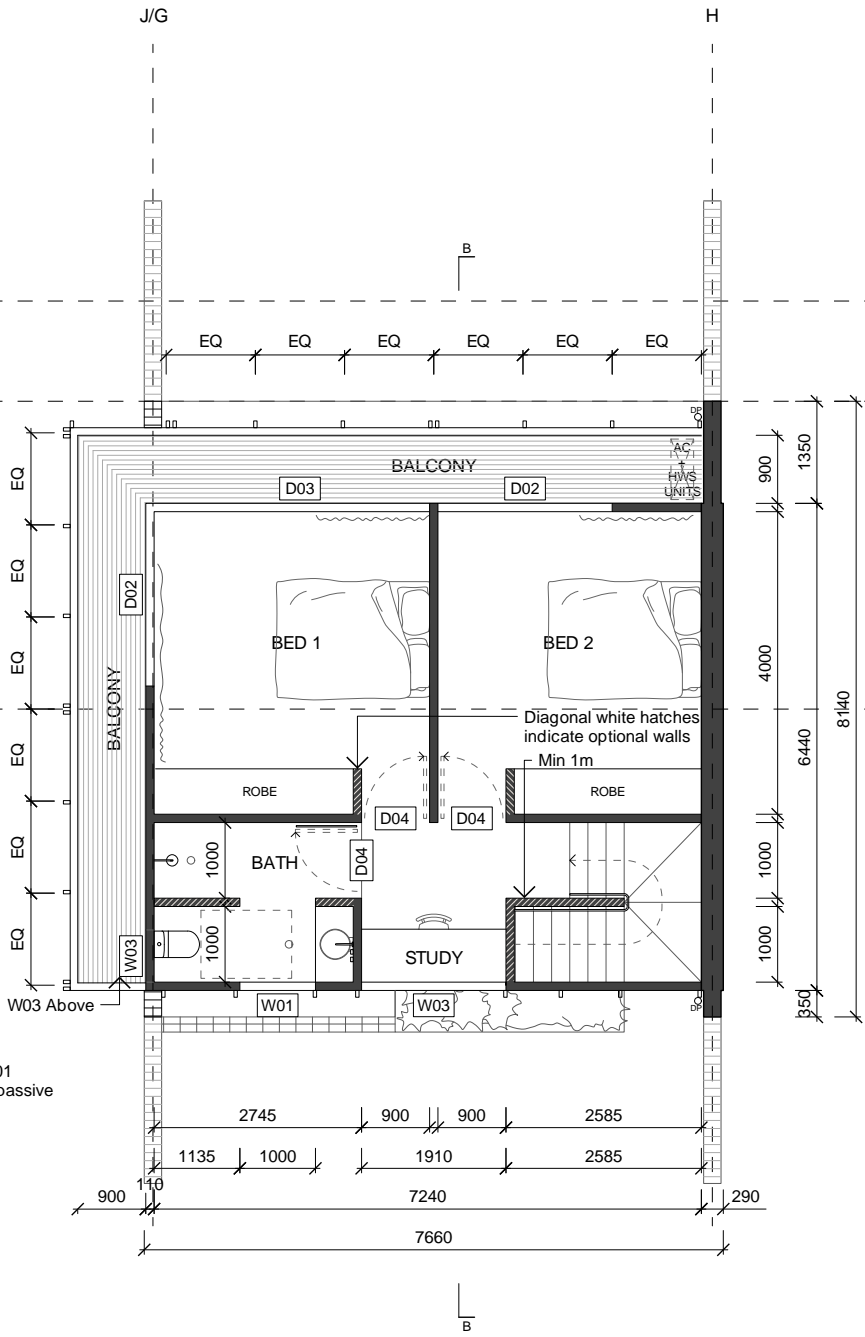 J/G
H
B
EQ
EQ
EQ
EQ
EQ
EQ
DP
BALCONY
AC
+
HWS
UNITS
D03
D02
900
1350
EQ
EQ
EQ
EQ
EQ
EQ
D02
BALCONY
BED 1
BED 2
4000
6440
8140
Diagonal white hatches
indicate optional walls
Min 1m
ROBE
ROBE
D04
D04
1000
BATH
D04
1000
1000
STUDY
1000
W03
W03 Above
W01
W03
DP
350
01
passive
2745
900
900
2585
1135
1000
1910
2585
110
900
7240
290
7660
B